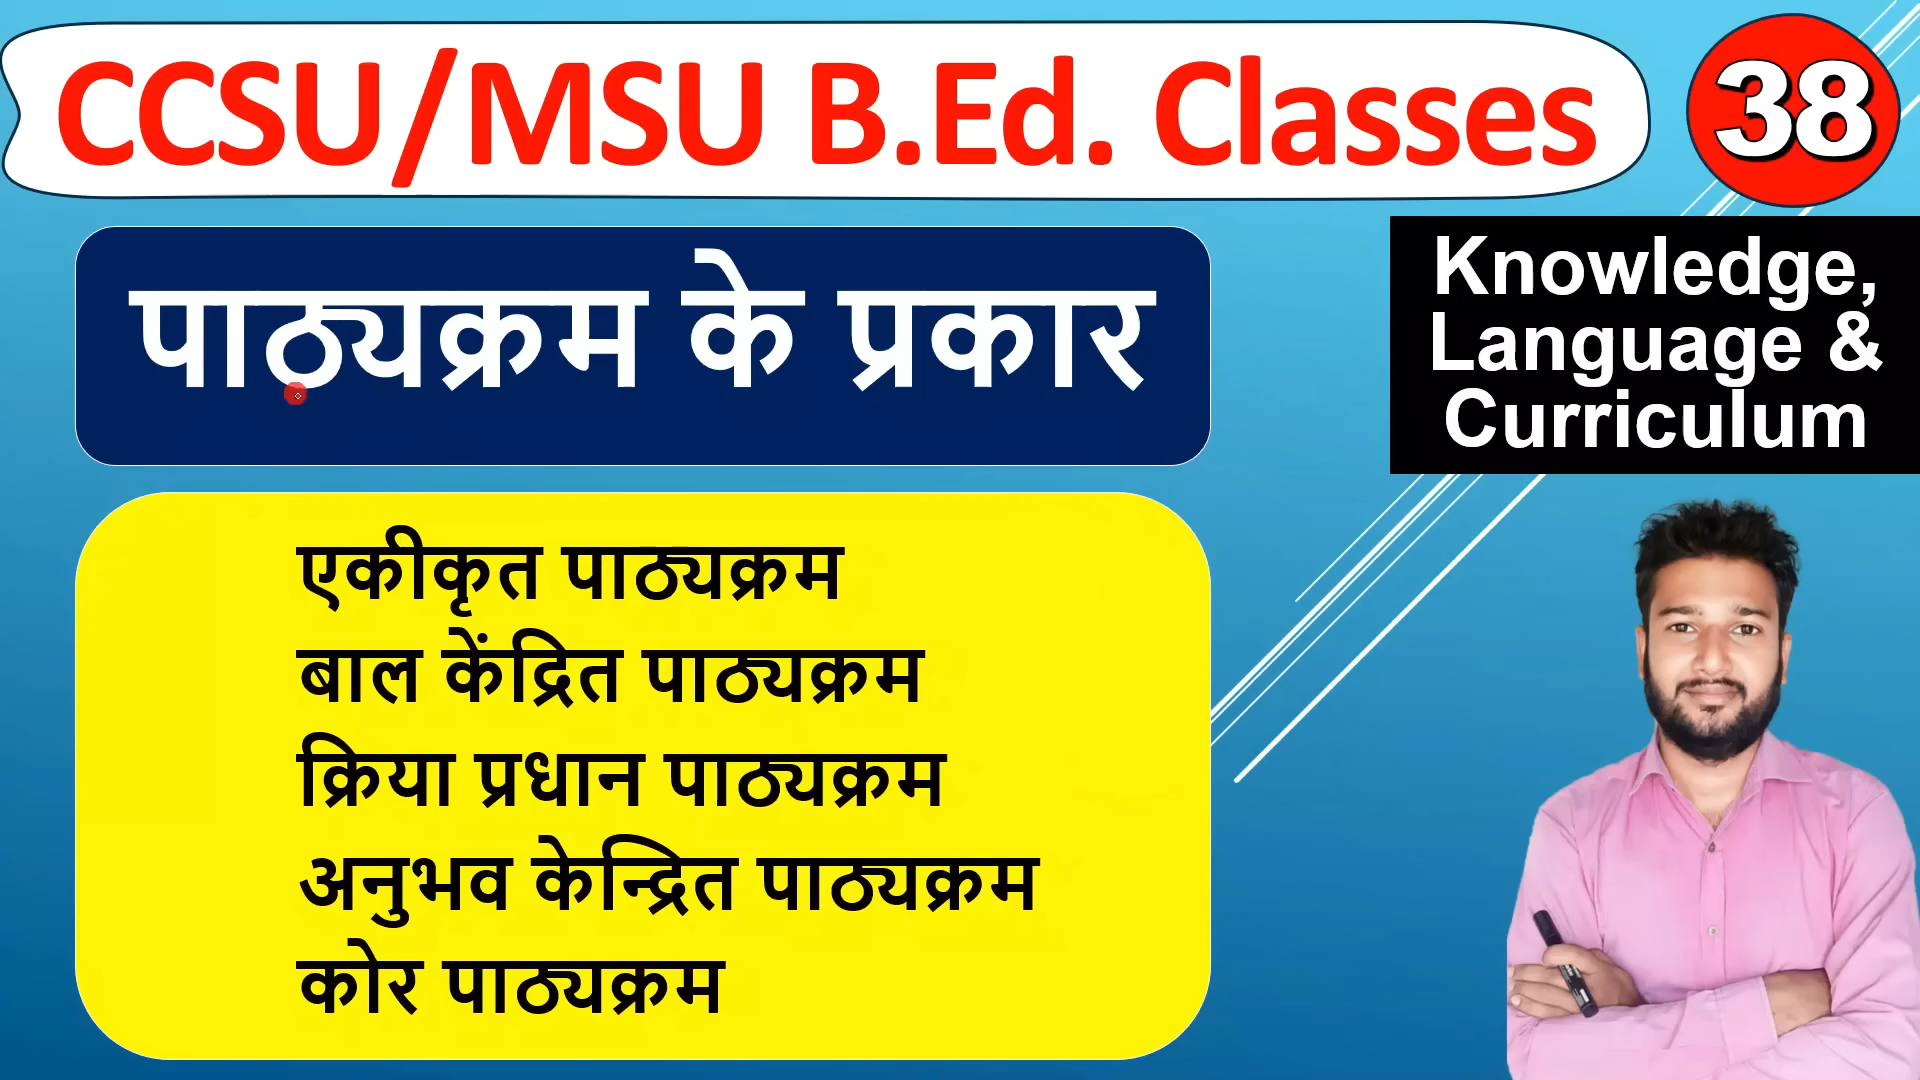 CCSU/MSU B.Ed. Classes
38
पाठ्यक्रम के प्रकार
Knowledge,
Language &
Curriculum
एकीकृत पाठ्यक्रम
बाल केंद्रित पाठ्यक्रम
क्रिया प्रधान पाठ्यक्रम
अनुभव केन्द्रित पाठ्यक्रम
कोर पाठ्यक्रम